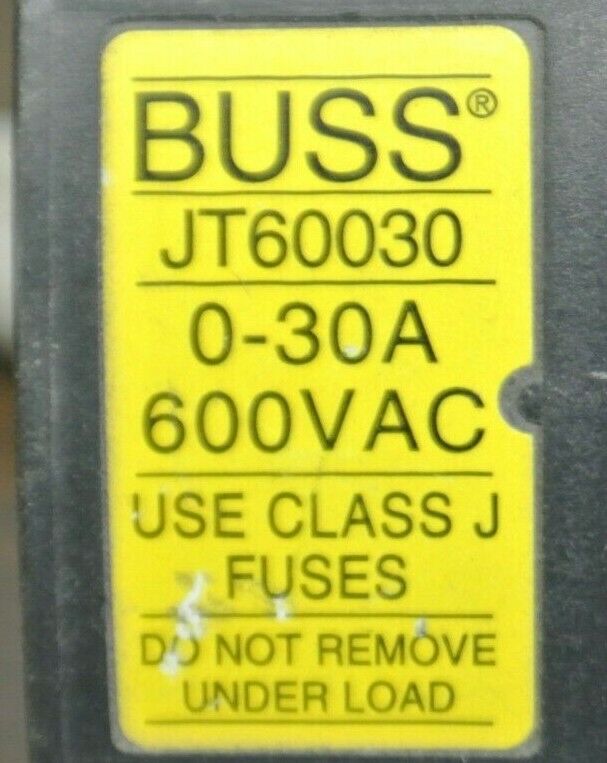 BUSS®
JT60030
0-30A
600VAC
USE CLASS J
FUSES
DO NOT REMOVE
UNDER LOAD